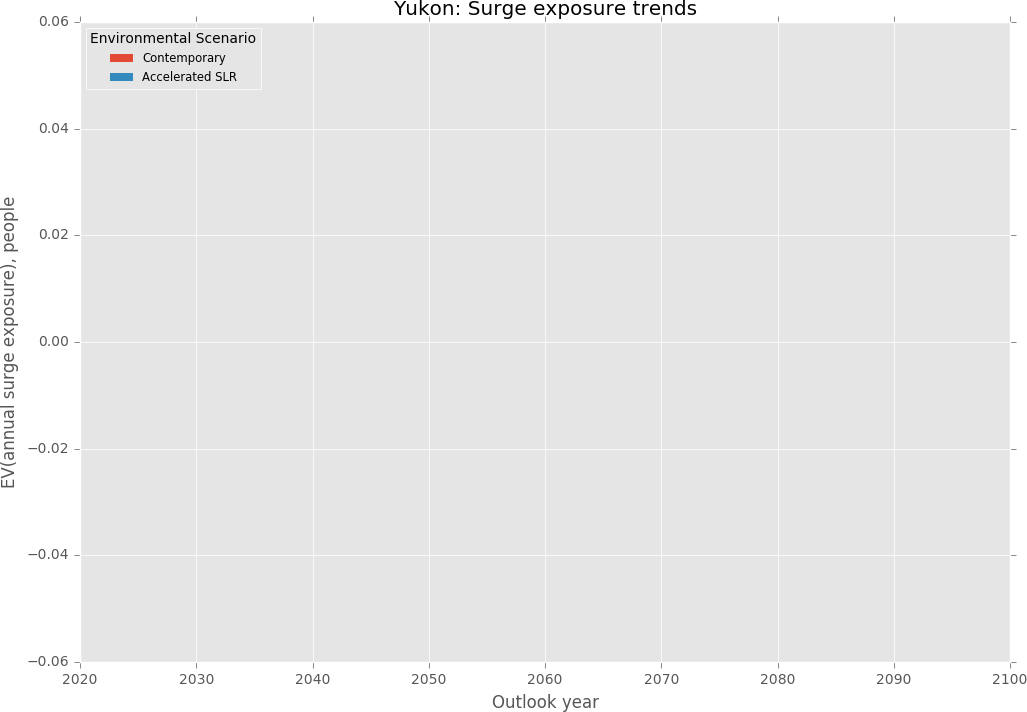 Yukon: Surge exposure trends
Environmental Scenario
Contemporary
Accelerated SLR
EV(annual surge exposure), people
0.06
0.04
0.02
0.00
−0.02
−0.04
−0.06
2020 2030 2040 2050 2060 2070 2080 2090 2100
Outlook year